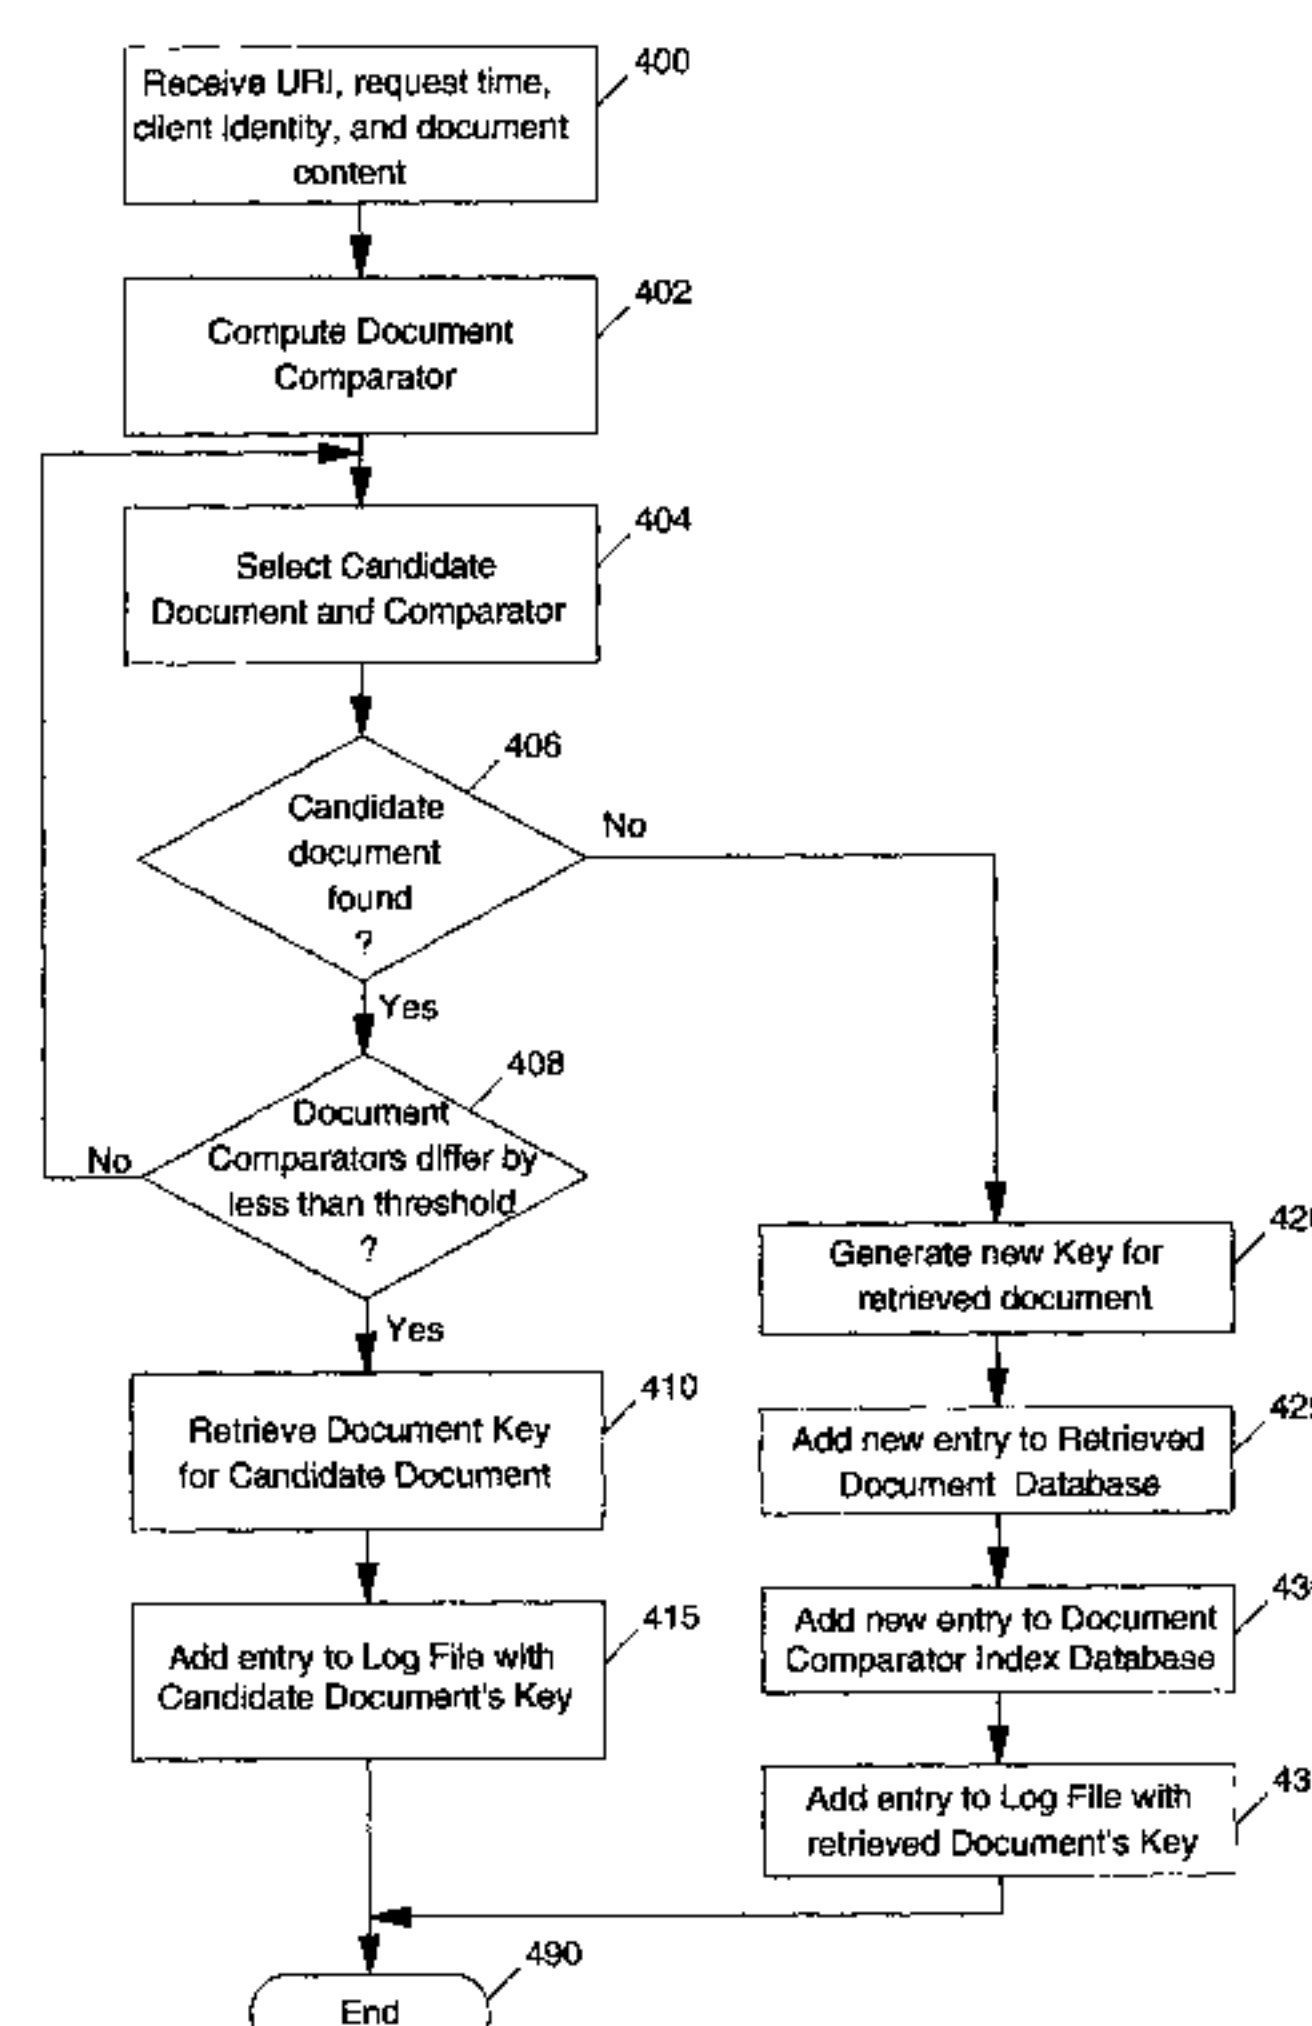 400
Receive URI, request time,
client identity, and document
content
402
Compute Document
Comparator
404
Select Candidate
Document and Comparator
406
Candidate
document
found
?
No
Yes
408
Document
Comparators differ by
less than threshold
?
No
Yes
410
Retrieve Document Key
for Candidate Document
415
Add entry to Log File with
Candidate Document's Key
Generate new Key for
retrieved document
Add new entry to Retrieved
Document Database
Add new entry to Document
Comparator Index Database
Add entry to Log File with
retrieved Document's Key
490
End